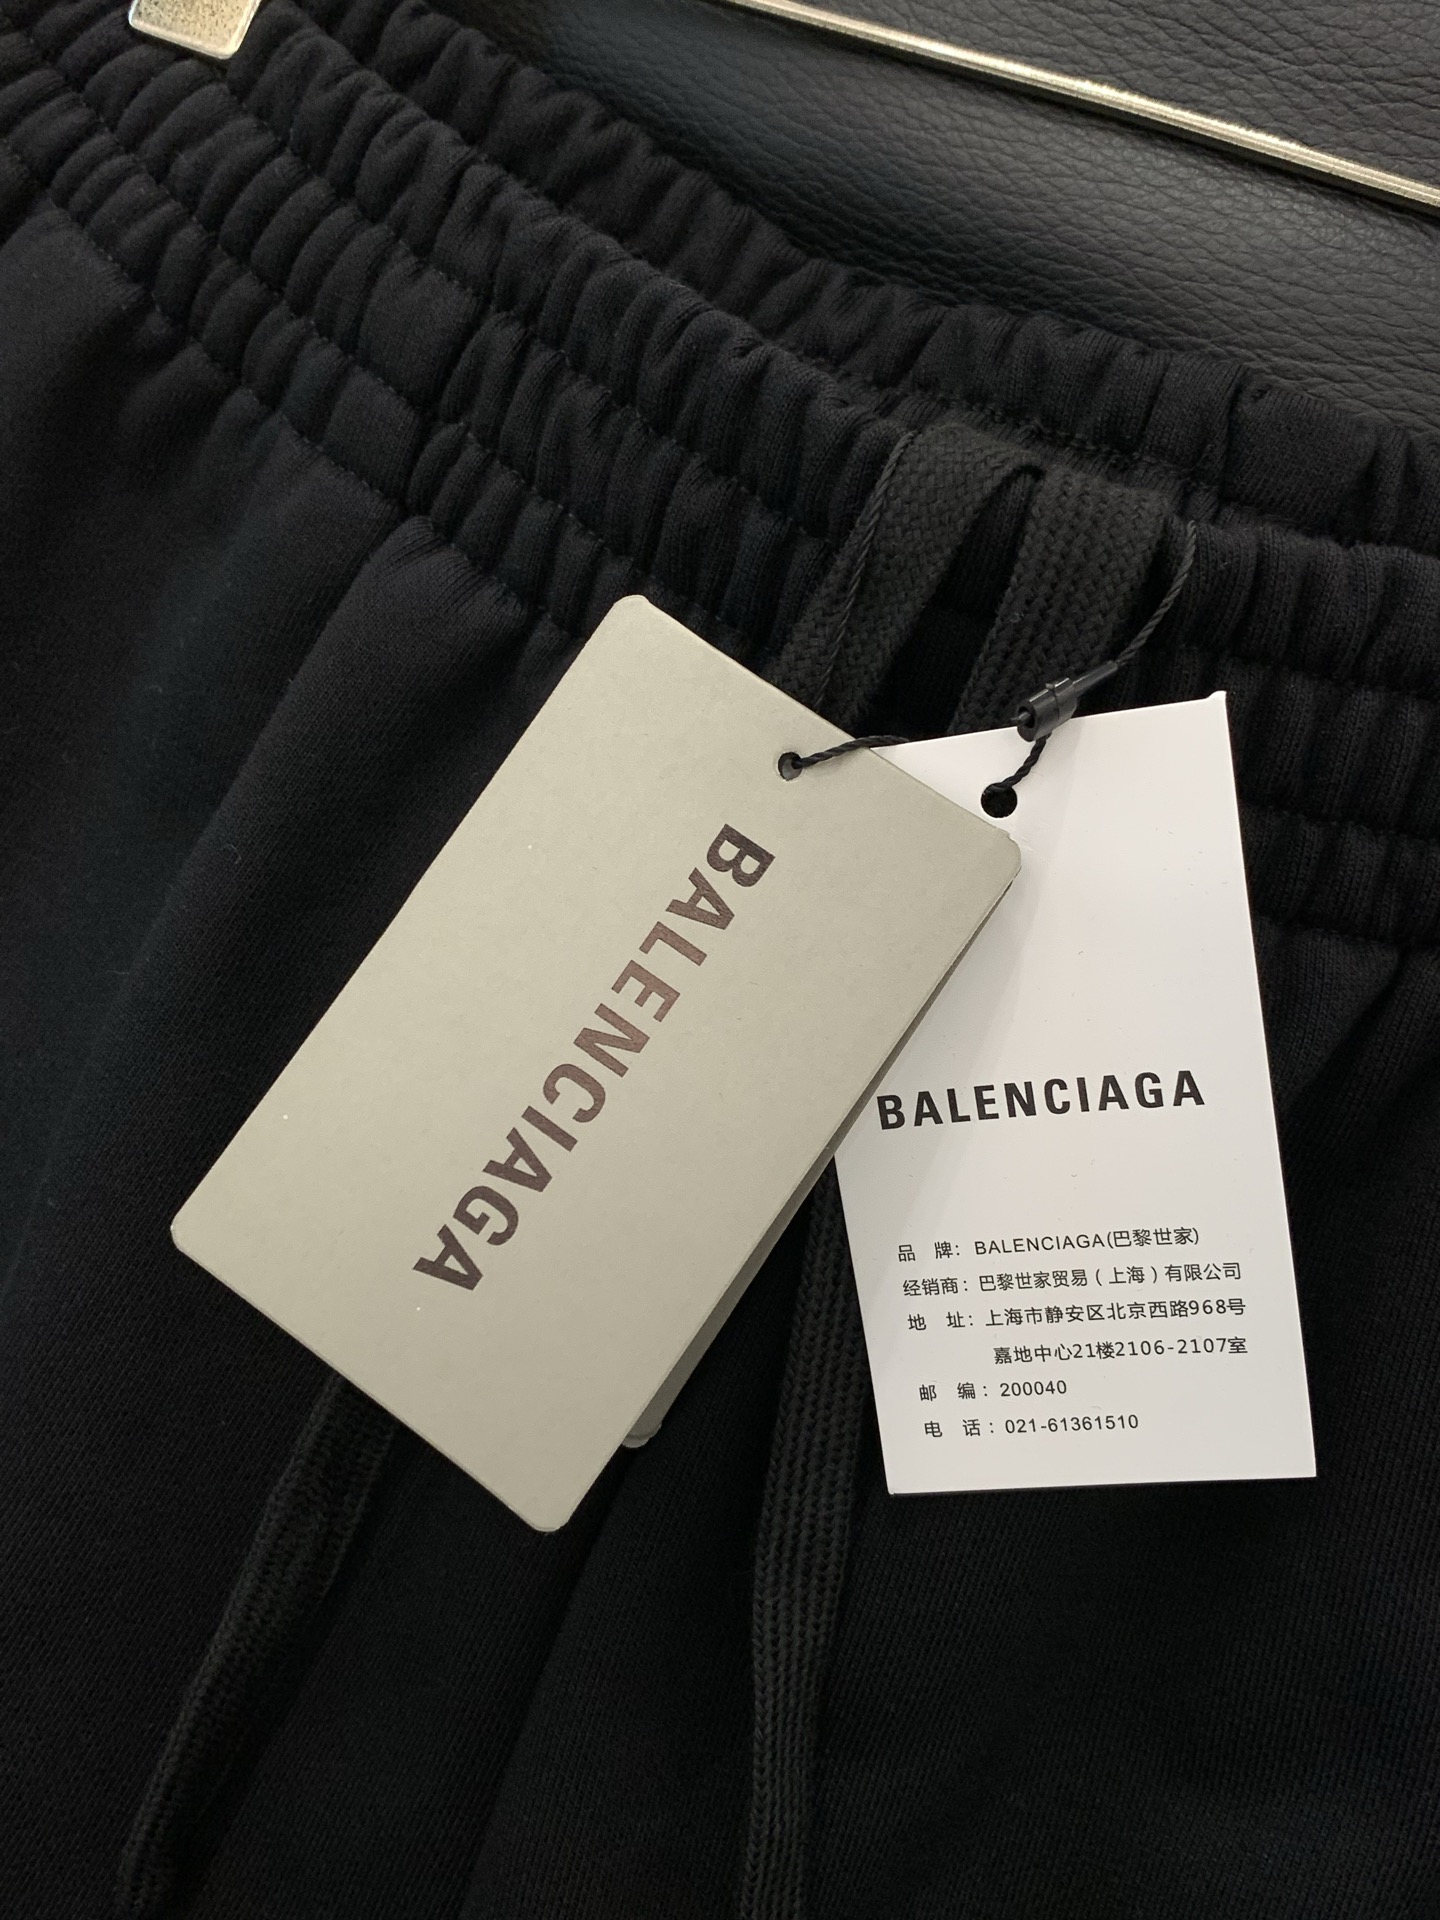 BALENCIAGA
BALENCIAGA
品 牌: BALENCIAGA(巴黎世家)
经销商: 巴黎世家贸易(上海)有限公司
地 址: 上海市静安区北京西路968号
嘉地中心21楼2106-2107室
邮 编: 200040
电 话: 021-61361510